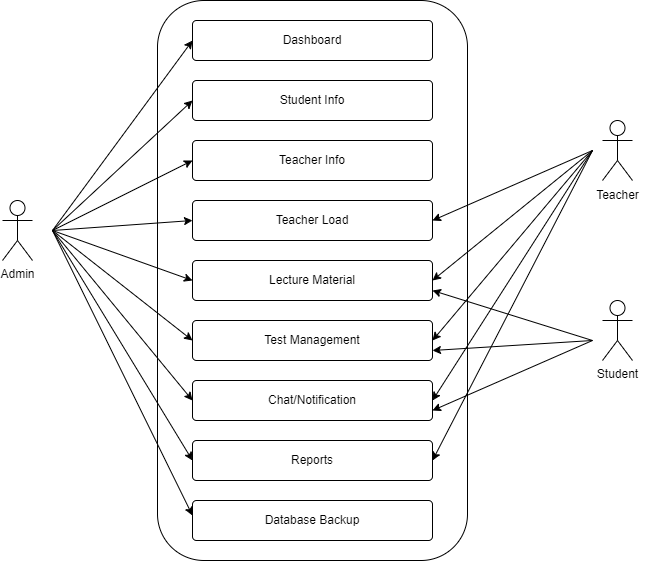 Dashboard
Student Info
Teacher Info
Teacher Load
Lecture Material
Test Management
Chat/Notification
Reports
Database Backup
Admin
Teacher
Student